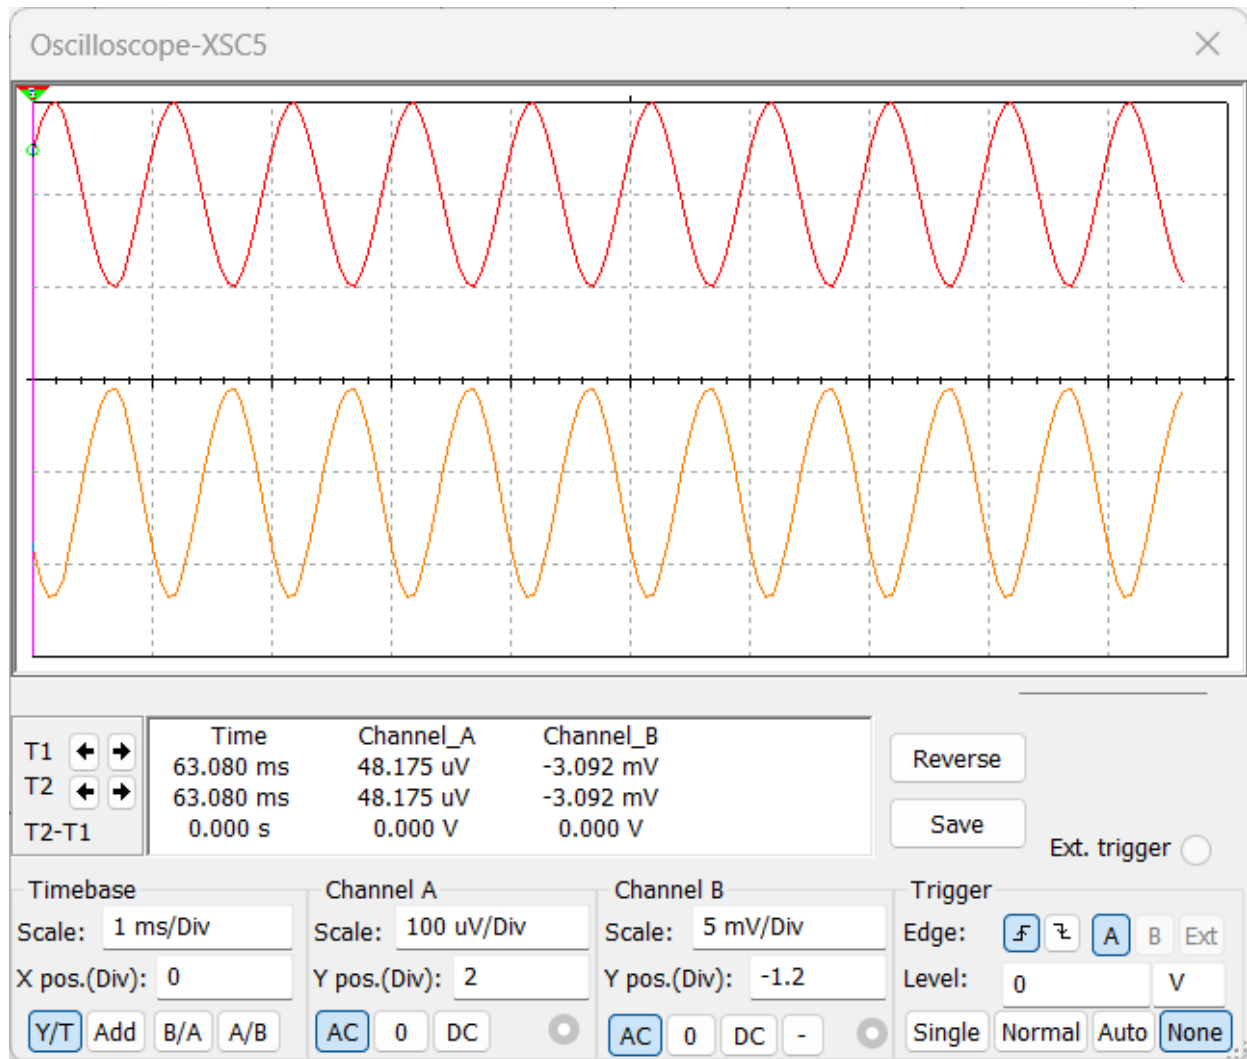 Oscilloscope-XSC5
Time Channel_A Channel_B
T1 63.080 ms 48.175 uV -3.092 mV
T2 63.080 ms 48.175 uV -3.092 mV
T2-T1 0.000 s 0.000 V 0.000 V
Reverse
Save
Ext. trigger
Timebase Channel A Channel B Trigger
Scale: 1 ms/Div Scale: 100 uV/Div Scale: 5 mV/Div Edge: A B Ext
X pos.(Div): 0 Y pos.(Div): 2 Y pos.(Div): -1.2 Level: 0 V
Y/T Add B/A A/B AC 0 DC AC 0 DC - Single Normal Auto None